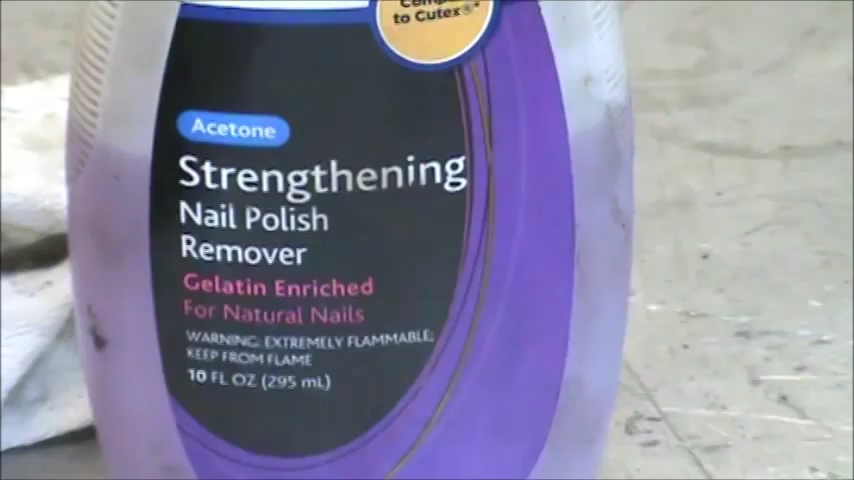 to Cutex®*
Acetone
Strengthening
Nail Polish
Remover
Gelatin Enriched
For Natural Nails
WARNING: EXTREMELY FLAMMABLE;
KEEP FROM FLAME
10 FL OZ (295 mL)